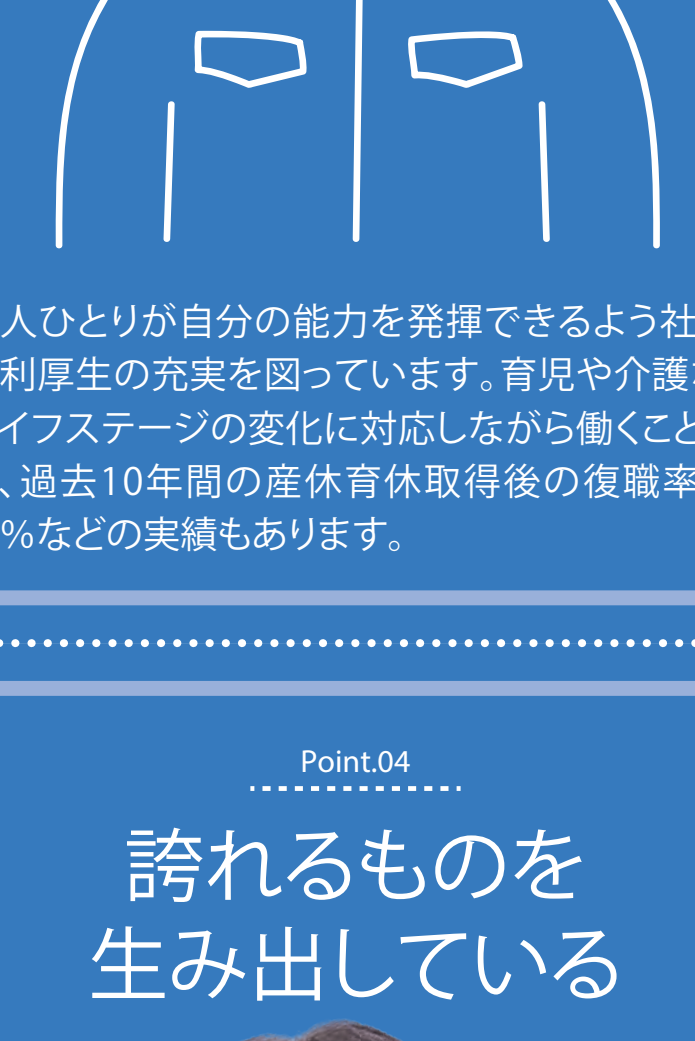 人ひとりが自分の能力を発揮できるよう社
利厚生の充実を図っています。育児や介護
イフステージの変化に対応しながら働くこと
、過去10年間の産休育休取得後の復職率
％などの実績もあります。
Point.04
誇れるものを
生み出している